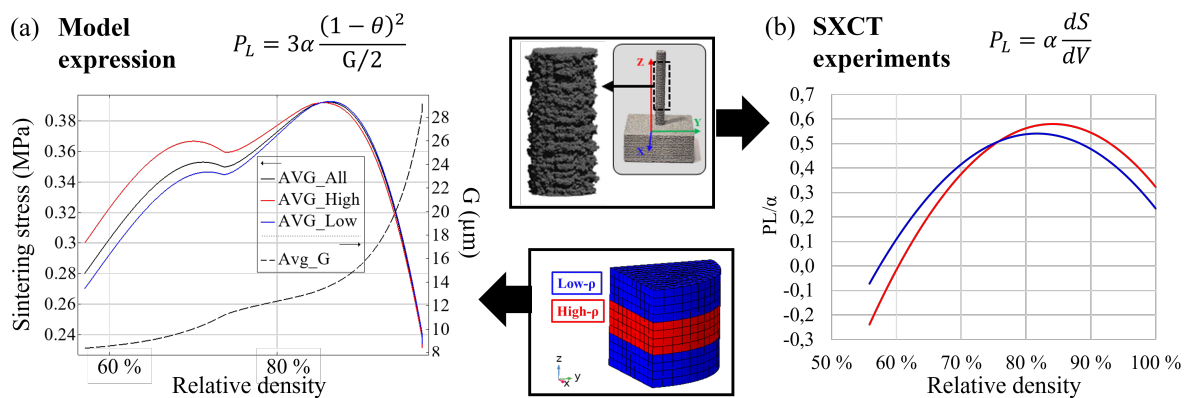 (a) Model
expression
P_L = 3α (1 − θ)² / G/2
Sintering stress (MPa)
0.38
0.36
0.34
0.32
0.3
0.28
0.26
0.24
AVG_All
AVG_High
AVG_Low
Avg_G
28
26
24
22
20
18
16
14
12
10
8
G (μm)
60 %
80 %
Relative density
Z
Y
X
Low-ρ
High-ρ
z
y
x
(b) SXCT
experiments
P_L = α dS/dV
PL/α
0,7
0,6
0,5
0,4
0,3
0,2
0,1
0,0
-0,1
-0,2
-0,3
50 %
60 %
70 %
80 %
90 %
100 %
Relative density